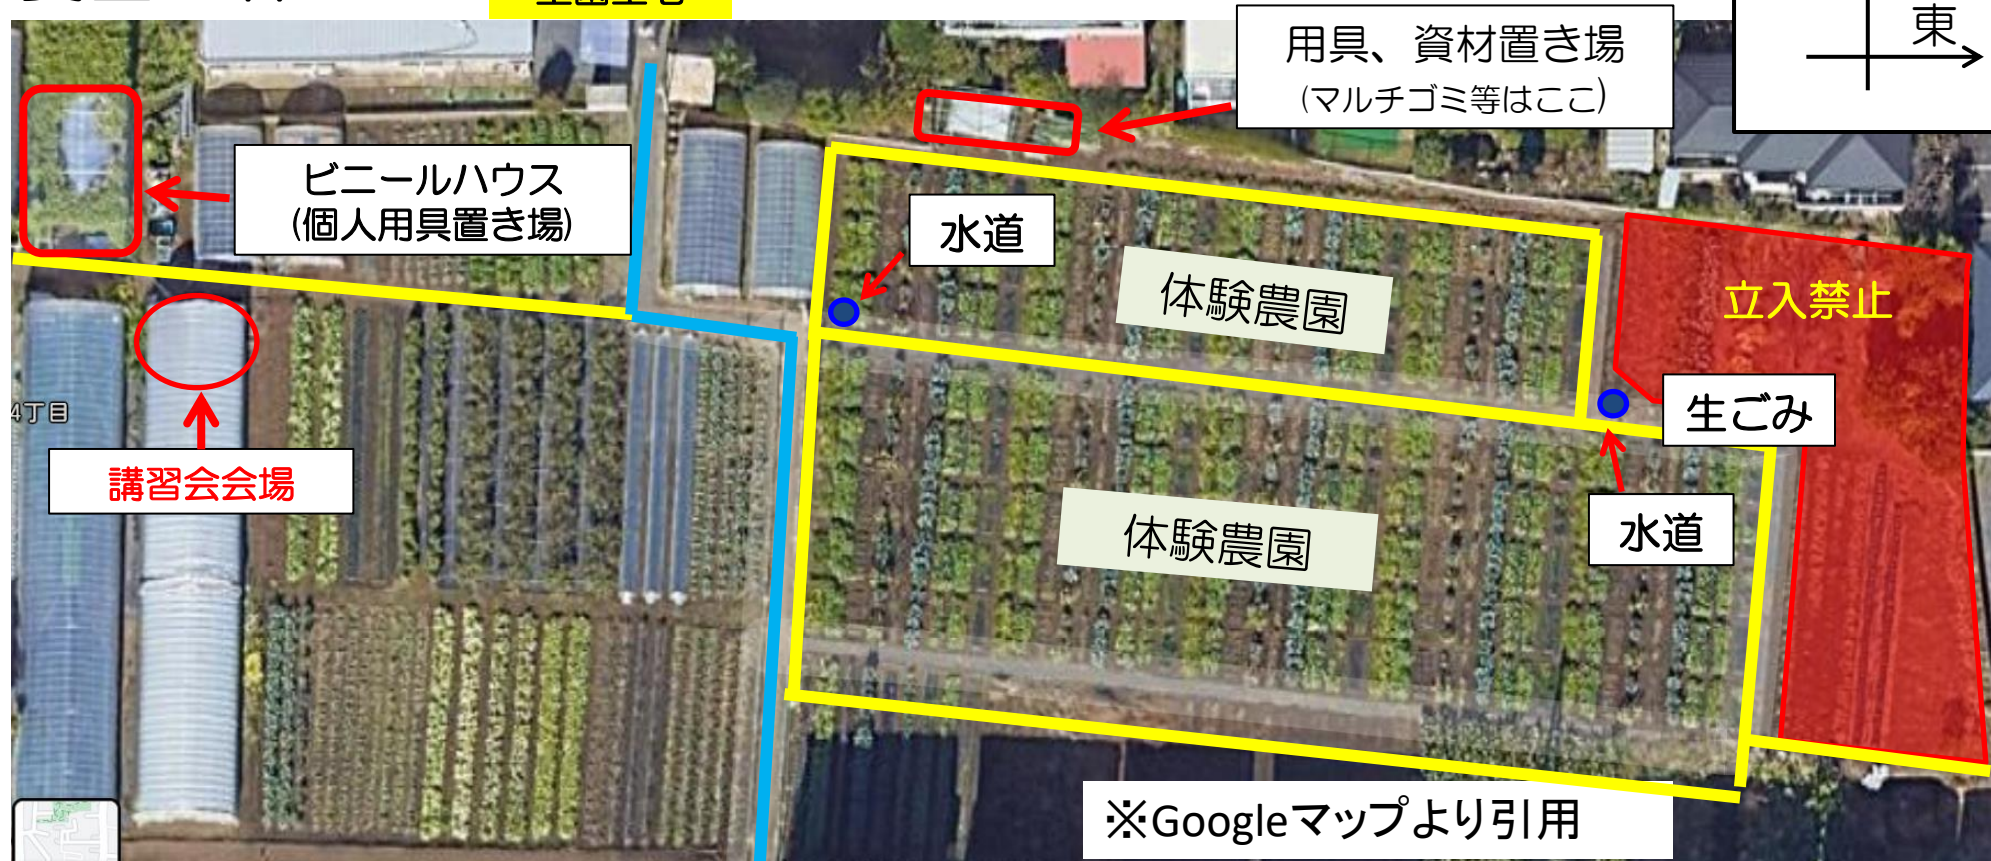 東
用具、資材置き場
(マルチゴミ等はここ)
ビニールハウス
(個人用具置き場)
水道
体験農園
立入禁止
生ごみ
4丁目
講習会会場
水道
体験農園
※Googleマップより引用